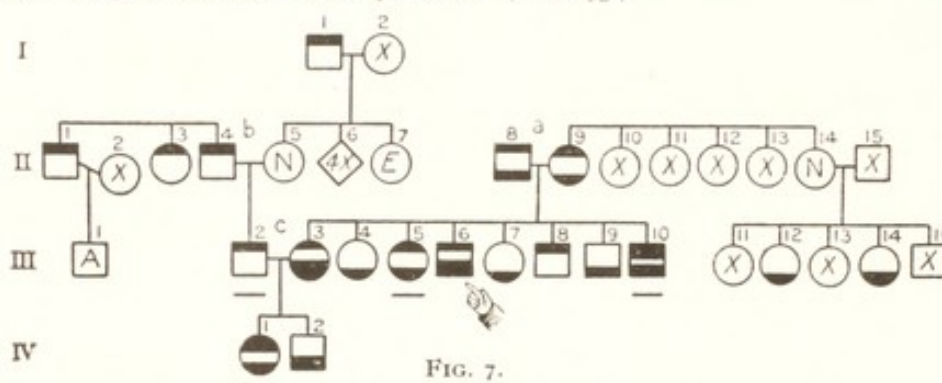 1 2
I X
1 2 3 4 b 5 6 7 8 a 9 10 11 12 13 14 15
II X N 4X E X X X X N X
1 2 c 3 4 5 6 7 8 9 10 11 12 13 14
III A X X X
1 2
IV
FIG. 7.